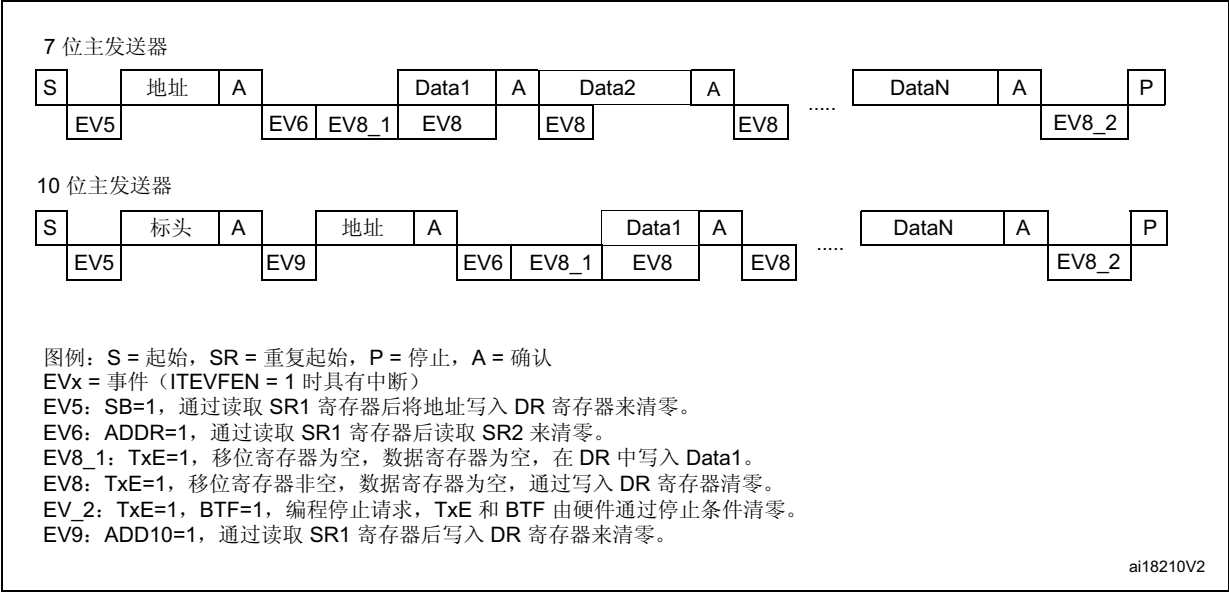 7 位主发送器
S 地址 A Data1 A Data2 A ..... DataN A P
EV5 EV6 EV8_1 EV8 EV8 EV8 EV8_2
10 位主发送器
S 标头 A 地址 A Data1 A ..... DataN A P
EV5 EV9 EV6 EV8_1 EV8 EV8 EV8_2
图例：S = 起始，SR = 重复起始，P = 停止，A = 确认
EVx = 事件（ITEVFEN = 1 时具有中断）
EV5：SB=1，通过读取 SR1 寄存器后将地址写入 DR 寄存器来清零。
EV6：ADDR=1，通过读取 SR1 寄存器后读取 SR2 来清零。
EV8_1：TxE=1，移位寄存器为空，数据寄存器为空，在 DR 中写入 Data1。
EV8：TxE=1，移位寄存器非空，数据寄存器为空，通过写入 DR 寄存器清零。
EV_2：TxE=1，BTF=1，编程停止请求，TxE 和 BTF 由硬件通过停止条件清零。
EV9：ADD10=1，通过读取 SR1 寄存器后写入 DR 寄存器来清零。
ai18210V2